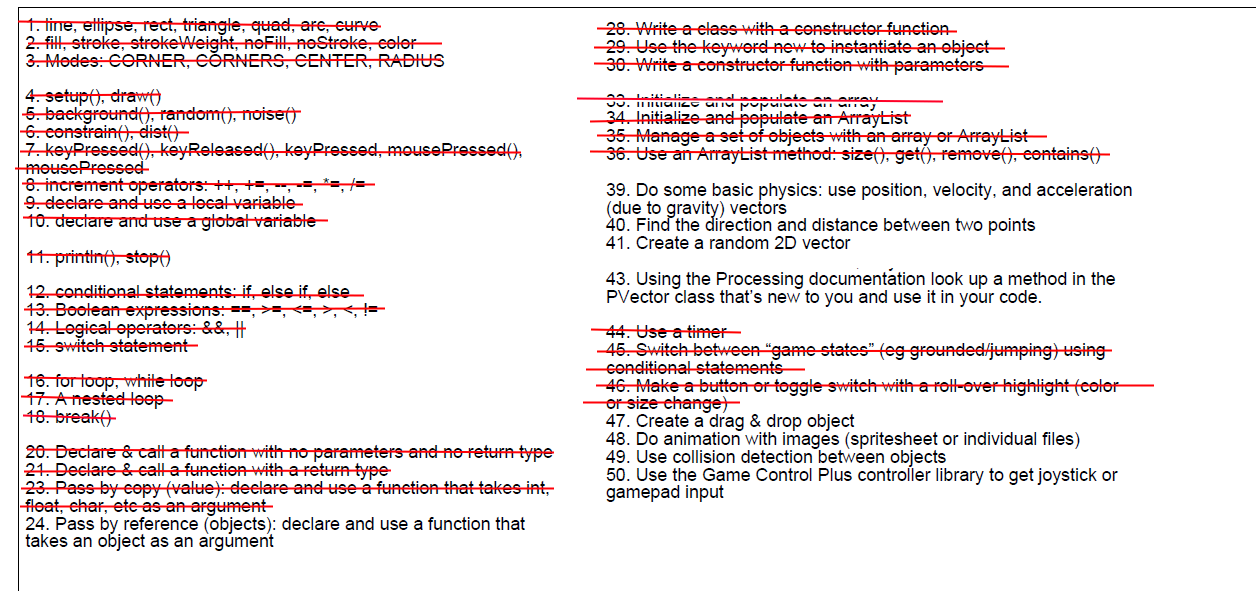 1. line, ellipse, rect, triangle, quad, arc, curve
2. fill, stroke, strokeWeight, noFill, noStroke, color
3. Modes: CORNER, CORNERS, CENTER, RADIUS
4. setup(), draw()
5. background(), random(), noise()
6. constrain(), dist()
7. keyPressed(), keyReleased(), keyPressed, mousePressed(),
mousePressed
8. increment operators: ++, +=, --, -=, *=, /=
9. declare and use a local variable
10. declare and use a global variable
11. println(), stop()
12. conditional statements: if, else if, else
13. Boolean expressions: ==, >=, <=, >, <, !=
14. Logical operators: &&, ||
15. switch statement
16. for loop, while loop
17. A nested loop
18. break()
20. Declare & call a function with no parameters and no return type
21. Declare & call a function with a return type
23. Pass by copy (value): declare and use a function that takes int,
float, char, etc as an argument
24. Pass by reference (objects): declare and use a function that
takes an object as an argument
28. Write a class with a constructor function
29. Use the keyword new to instantiate an object
30. Write a constructor function with parameters
33. Initialize and populate an array
34. Initialize and populate an ArrayList
35. Manage a set of objects with an array or ArrayList
36. Use an ArrayList method: size(), get(), remove(), contains()
39. Do some basic physics: use position, velocity, and acceleration
(due to gravity) vectors
40. Find the direction and distance between two points
41. Create a random 2D vector
43. Using the Processing documentation look up a method in the
PVector class that's new to you and use it in your code.
44. Use a timer
45. Switch between “game states” (eg grounded/jumping) using
conditional statements
46. Make a button or toggle switch with a roll-over highlight (color
or size change)
47. Create a drag & drop object
48. Do animation with images (spritesheet or individual files)
49. Use collision detection between objects
50. Use the Game Control Plus controller library to get joystick or
gamepad input